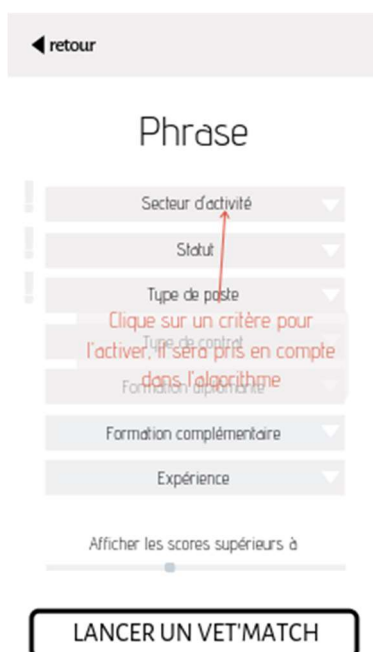 retour
Phrase
Secteur d'activité
Statut
Type de poste
Clique sur un critère pour
Type de contrat
l'activer, il sera pris en compte
dans l'algorithme
Formation diplômante
Formation complémentaire
Expérience
Afficher les scores supérieurs à
LANCER UN VET'MATCH